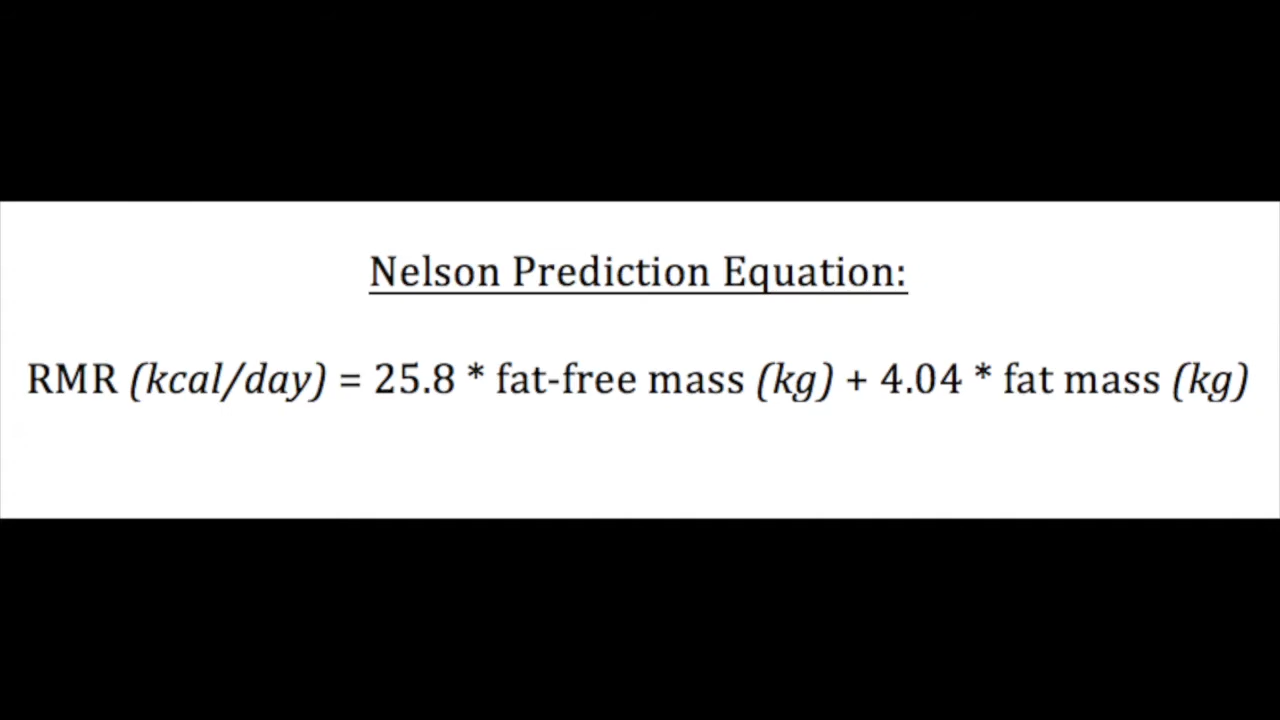 Nelson Prediction Equation:
RMR (kcal/day) = 25.8 * fat-free mass (kg) + 4.04 * fat mass (kg)